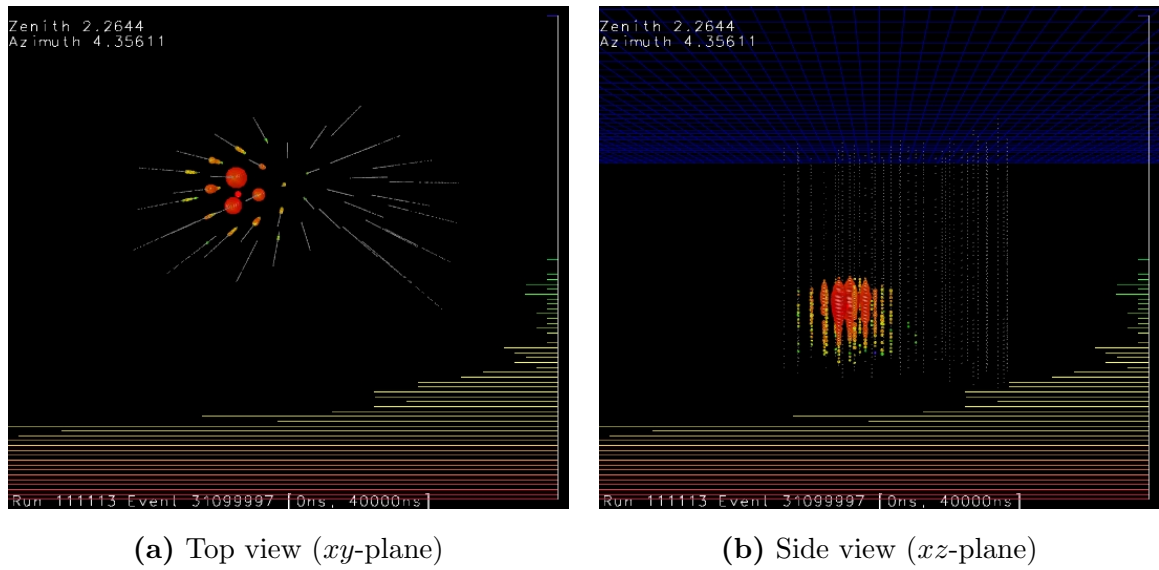 Zenith 2.2644
Azimuth 4.35611
Run 111113 Event 31099997 [0ns, 40000ns]
Zenith 2.2644
Azimuth 4.35611
Run 111113 Event 31099997 [0ns, 40000ns]
(a) Top view (xy-plane)
(b) Side view (xz-plane)